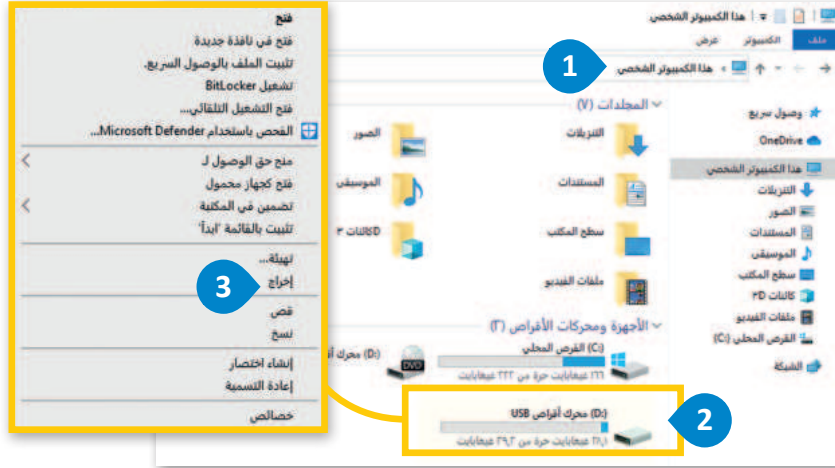 هذا الكمبيوتر الشخصي
ملف
الكمبيوتر
عرض
هذا الكمبيوتر الشخصي
1
وصول سريع
OneDrive
هذا الكمبيوتر الشخصي
التنزيلات
الصور
المستندات
الموسيقى
سطح المكتب
كائنات 3D
ملفات الفيديو
القرص المحلي (C:)
الشبكة
المجلدات (٧)
التنزيلات
الصور
المستندات
الموسيقى
سطح المكتب
كائنات 3D
ملفات الفيديو
الأجهزة ومحركات الأقراص (٣)
(C:) القرص المحلي
١٦٦ غيغابايت حرة من ٢٢٢ غيغابايت
(D:) محرك
DVD
(D:) محرك أقراص USB
٢٨,١ غيغابايت حرة من ٢٩,٢ غيغابايت
2
فتح
فتح في نافذة جديدة
تثبيت الملف بالوصول السريع.
تشغيل BitLocker
فتح التشغيل التلقائي...
الفحص باستخدام Microsoft Defender...
منح حق الوصول لـ
فتح كجهاز محمول
تضمين في المكتبة
تثبيت بالقائمة "ابدأ"
تهيئة...
إخراج
3
قص
نسخ
إنشاء اختصار
إعادة التسمية
خصائص